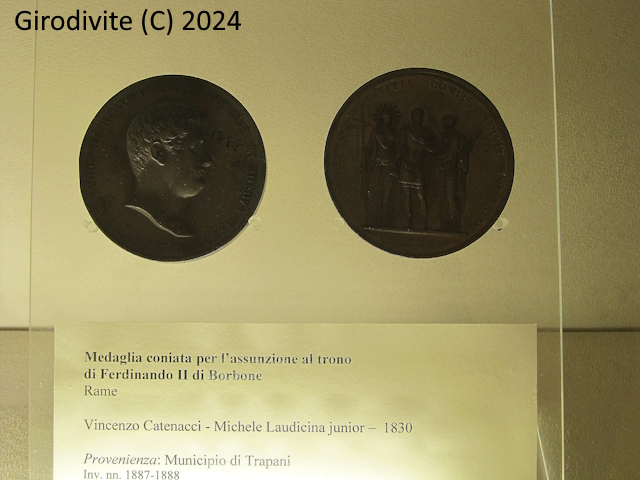 Girodivite (C) 2024
1888
Medaglia coniata per l'assunzione al trono
di Ferdinando II di Borbone
Rame
Vincenzo Catenacci - Michele Laudicina junior – 1830
Provenienza: Municipio di Trapani
Inv. nn. 1887-1888